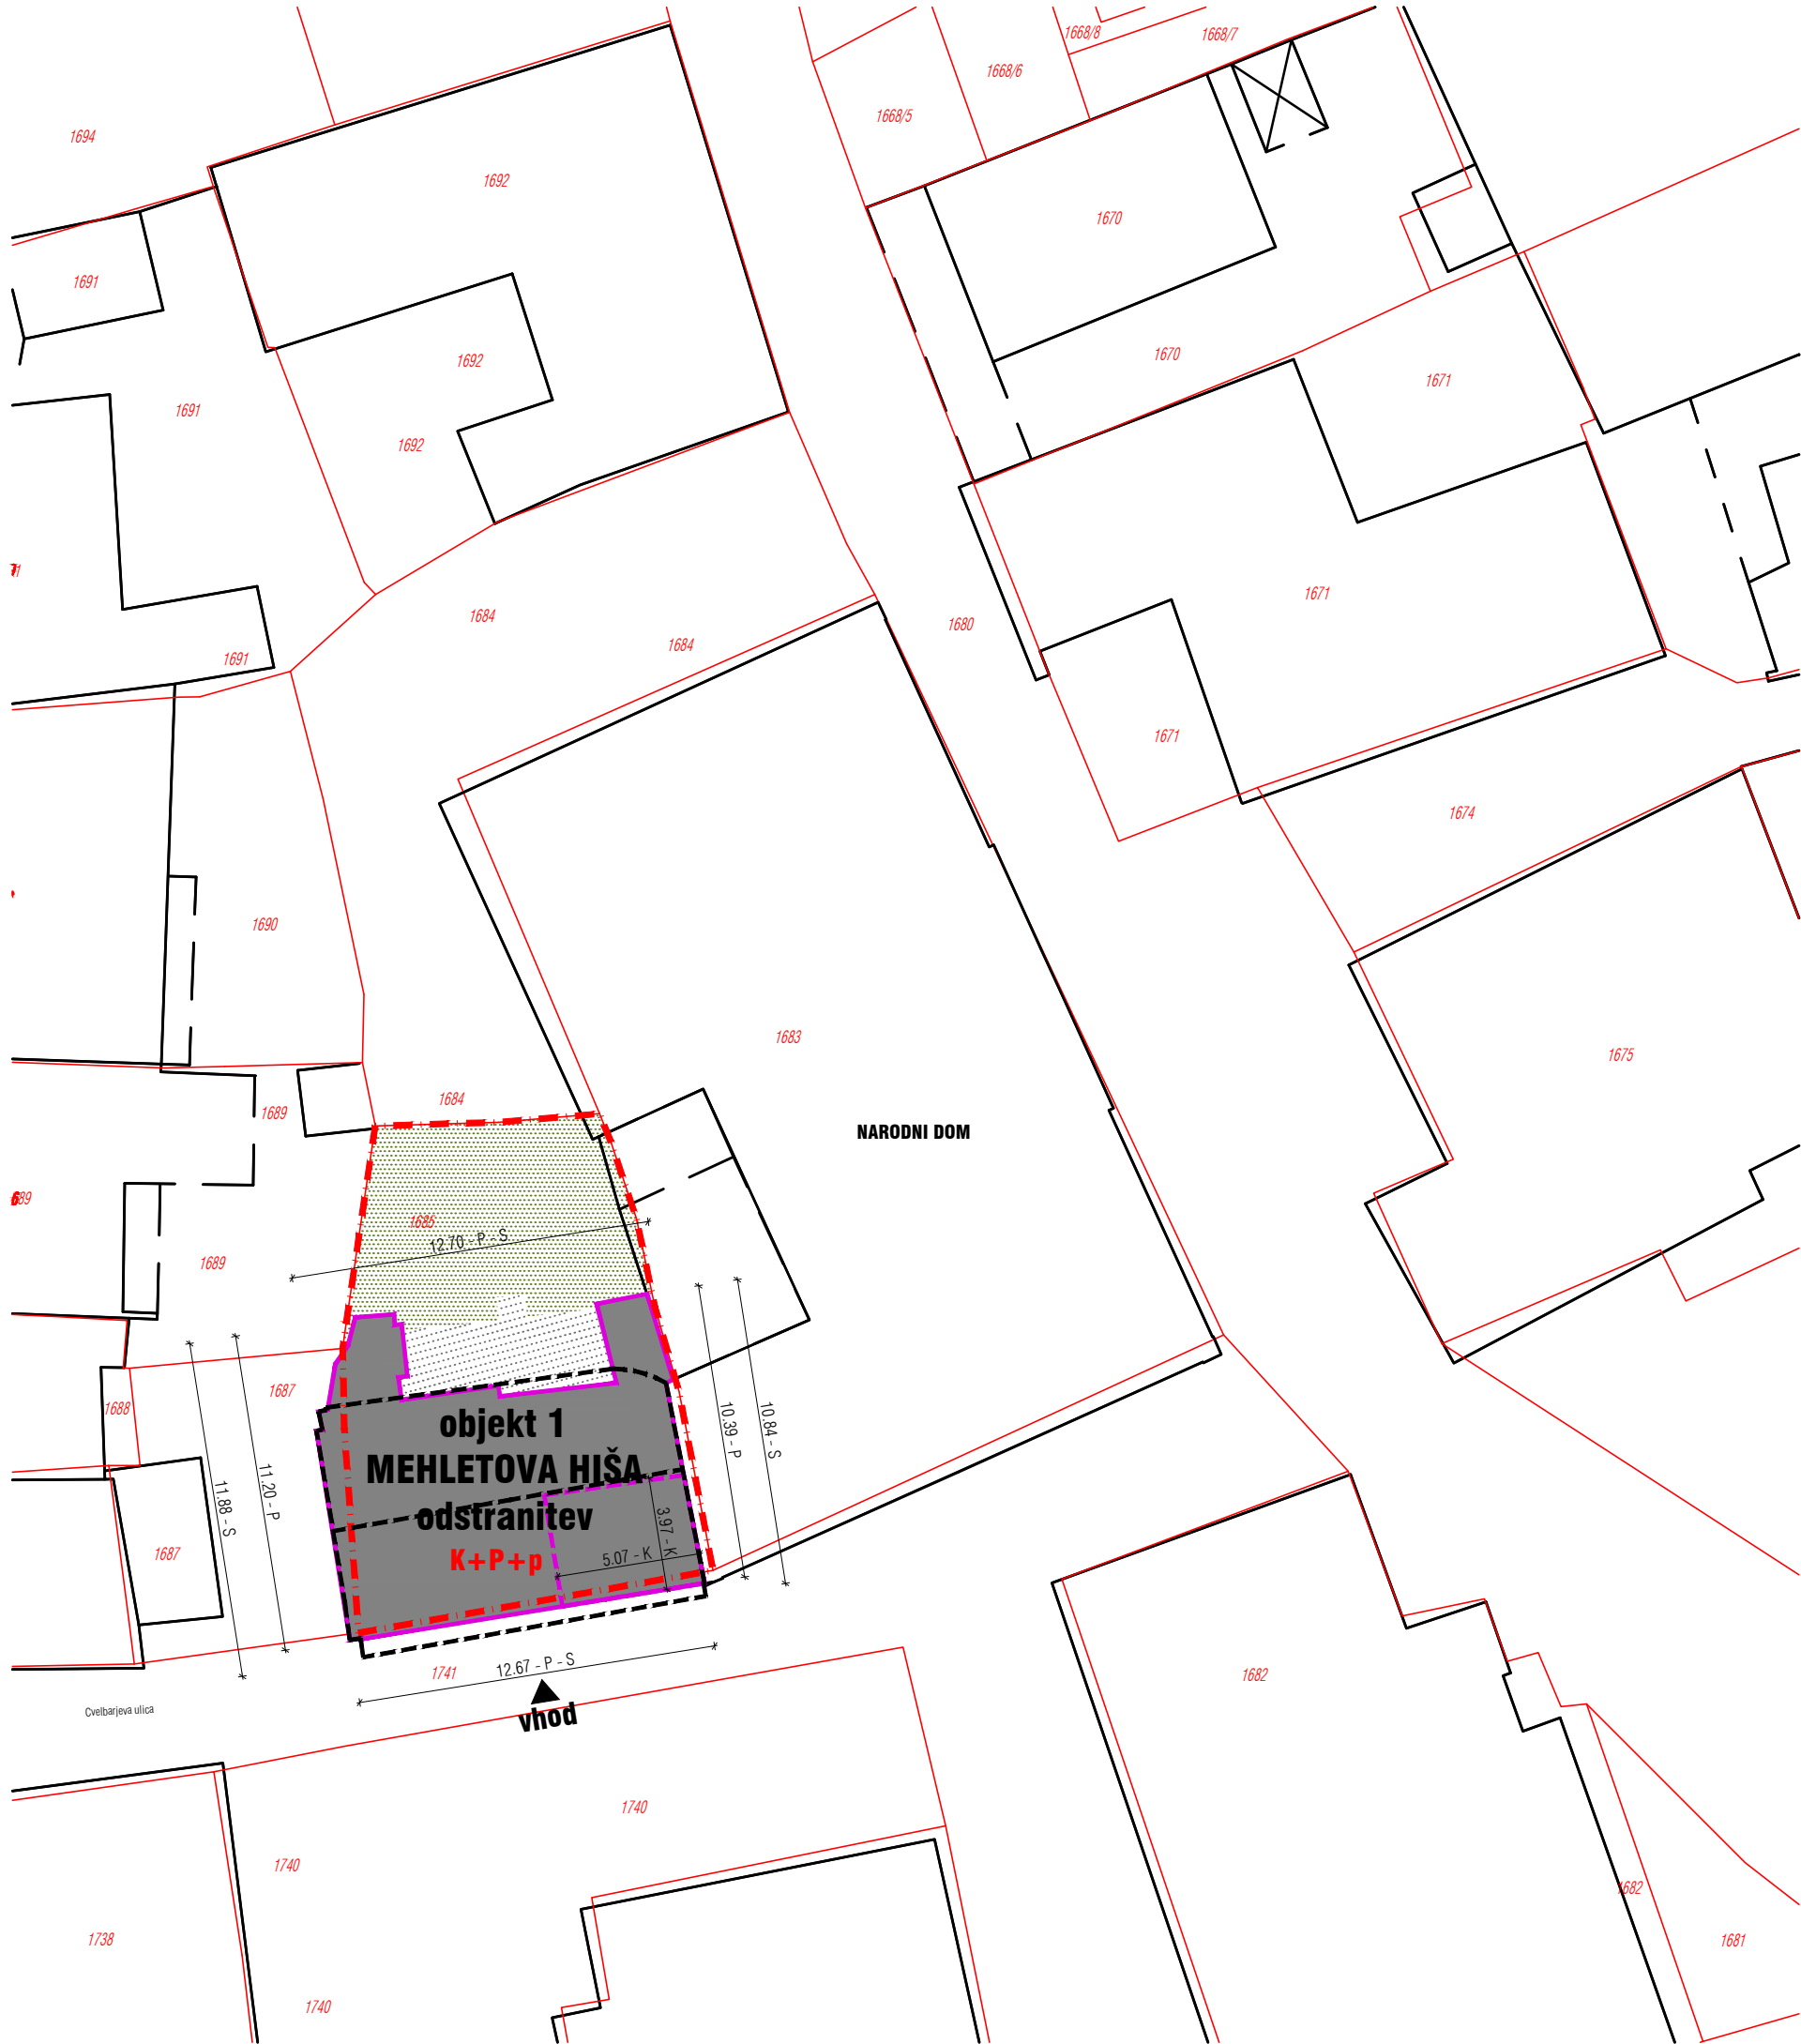 1668/8
1668/7
1668/6
1668/5
1694
1692
1670
1691
1692
1670
1671
1691
1692
1671
1684
1680
1684
1691
1671
1674
1690
1683
1675
1684
1689
NARODNI DOM
1685
12.70 - P - S
1689
1687
1688
10.39 - P
10.84 - S
objekt 1
MEHLETOVA HIŠA
odstranitev
K+P+p
11.88 - S
11.20 - P
3.97 - K
5.07 - K
1687
12.67 - P - S
1741
1682
Cvelbarjeva ulica
vhod
1740
1740
1682
1738
1681
1740